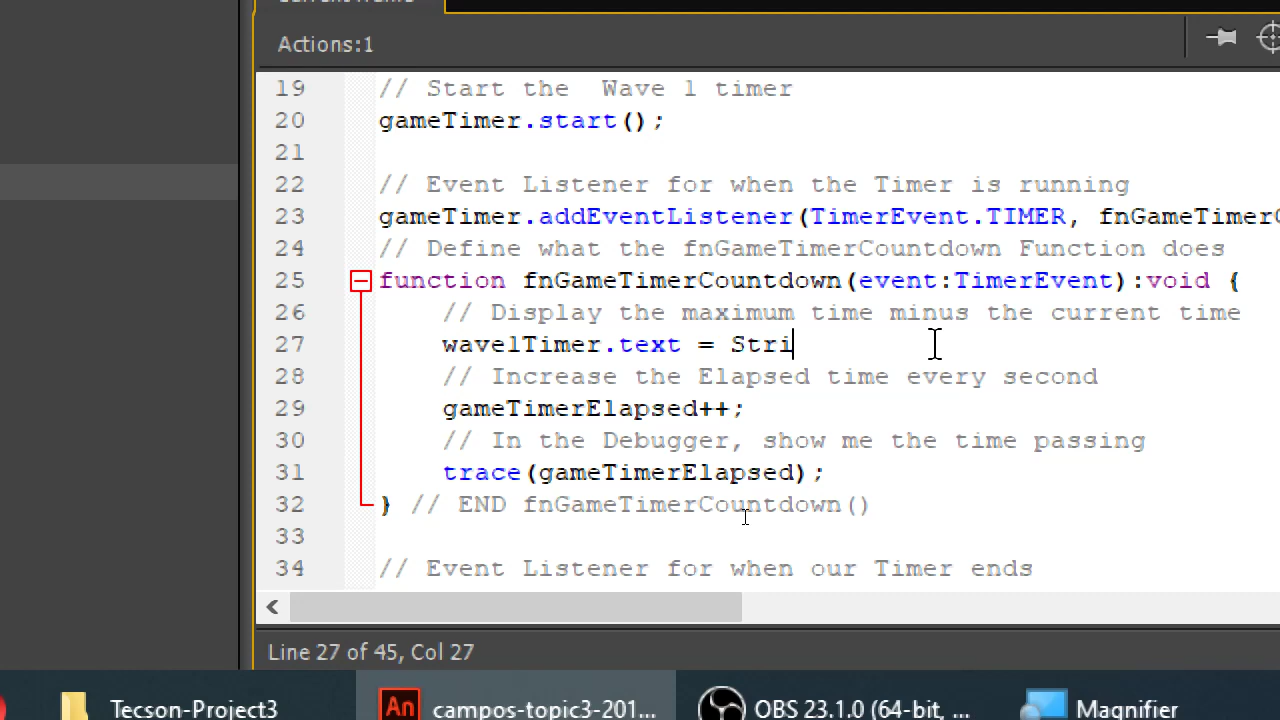 Actions:1
19 // Start the  Wave 1 timer
20 gameTimer.start();
21
22 // Event Listener for when the Timer is running
23 gameTimer.addEventListener(TimerEvent.TIMER, fnGameTimerC
24 // Define what the fnGameTimerCountdown Function does
25 function fnGameTimerCountdown(event:TimerEvent):void {
26 // Display the maximum time minus the current time
27 wave1Timer.text = Stri
28 // Increase the Elapsed time every second
29 gameTimerElapsed++;
30 // In the Debugger, show me the time passing
31 trace(gameTimerElapsed);
32 } // END fnGameTimerCountdown()
33
34 // Event Listener for when our Timer ends
Line 27 of 45, Col 27
Tecson-Project3 An campos-topic3-201... OBS 23.1.0 (64-bit, ... Magnifier